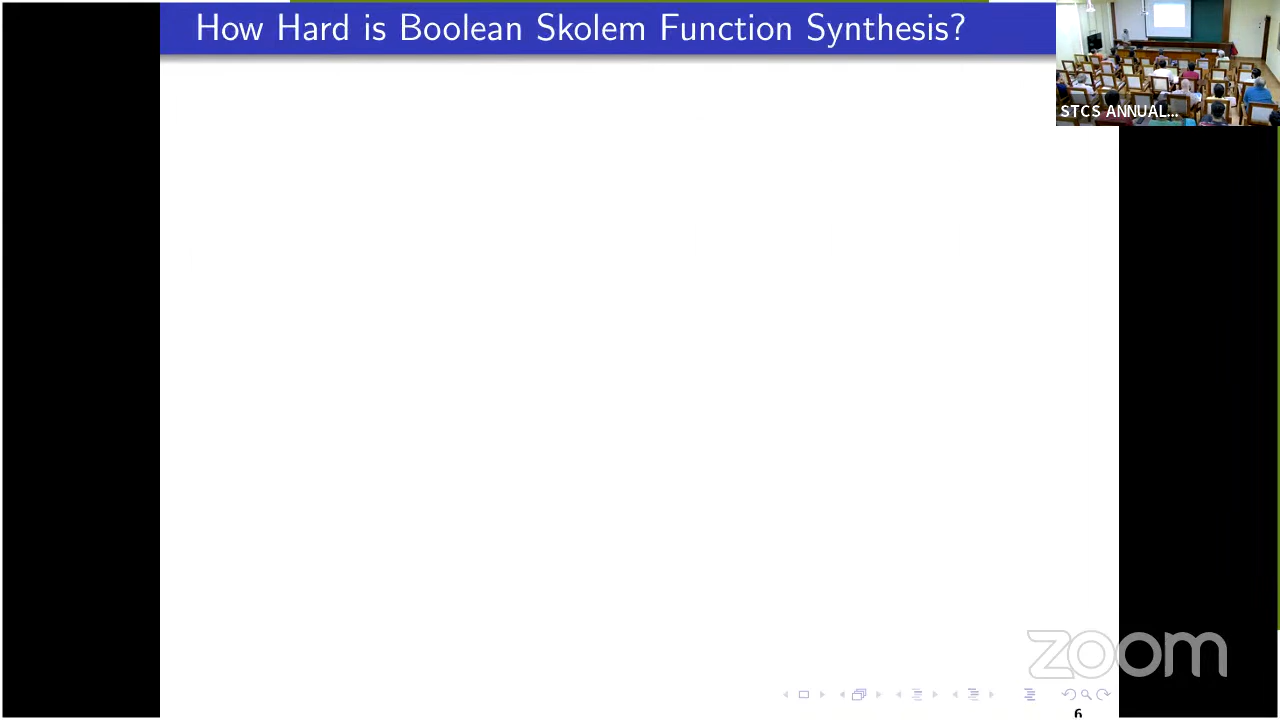 How Hard is Boolean Skolem Function Synthesis?
STCS ANNUAL...
zoom
6